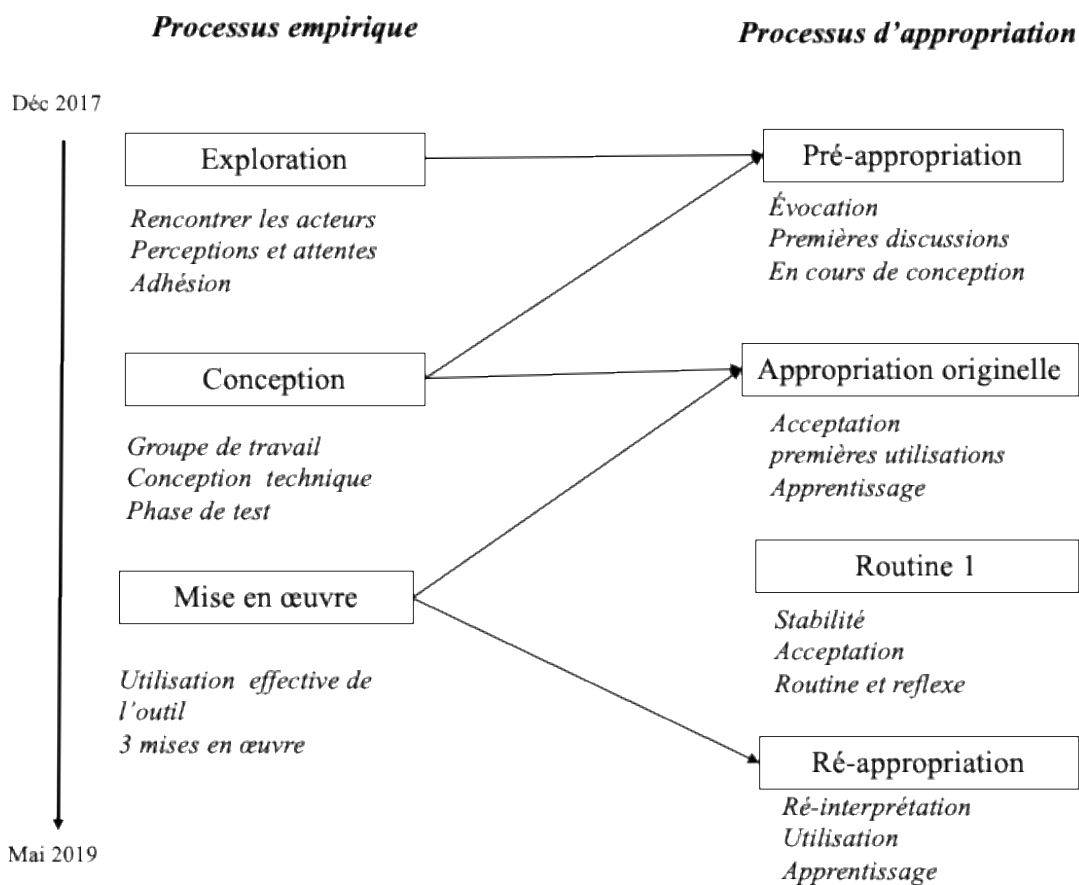 Processus empirique
Processus d'appropriation
Déc 2017
Exploration
Rencontrer les acteurs
Perceptions et attentes
Adhésion
Pré-appropriation
Évocation
Premières discussions
En cours de conception
Conception
Groupe de travail
Conception technique
Phase de test
Appropriation originelle
Acceptation
premières utilisations
Apprentissage
Mise en œuvre
Utilisation effective de
l'outil
3 mises en œuvre
Routine 1
Stabilité
Acceptation
Routine et reflexe
Ré-appropriation
Ré-interprétation
Utilisation
Apprentissage
Mai 2019